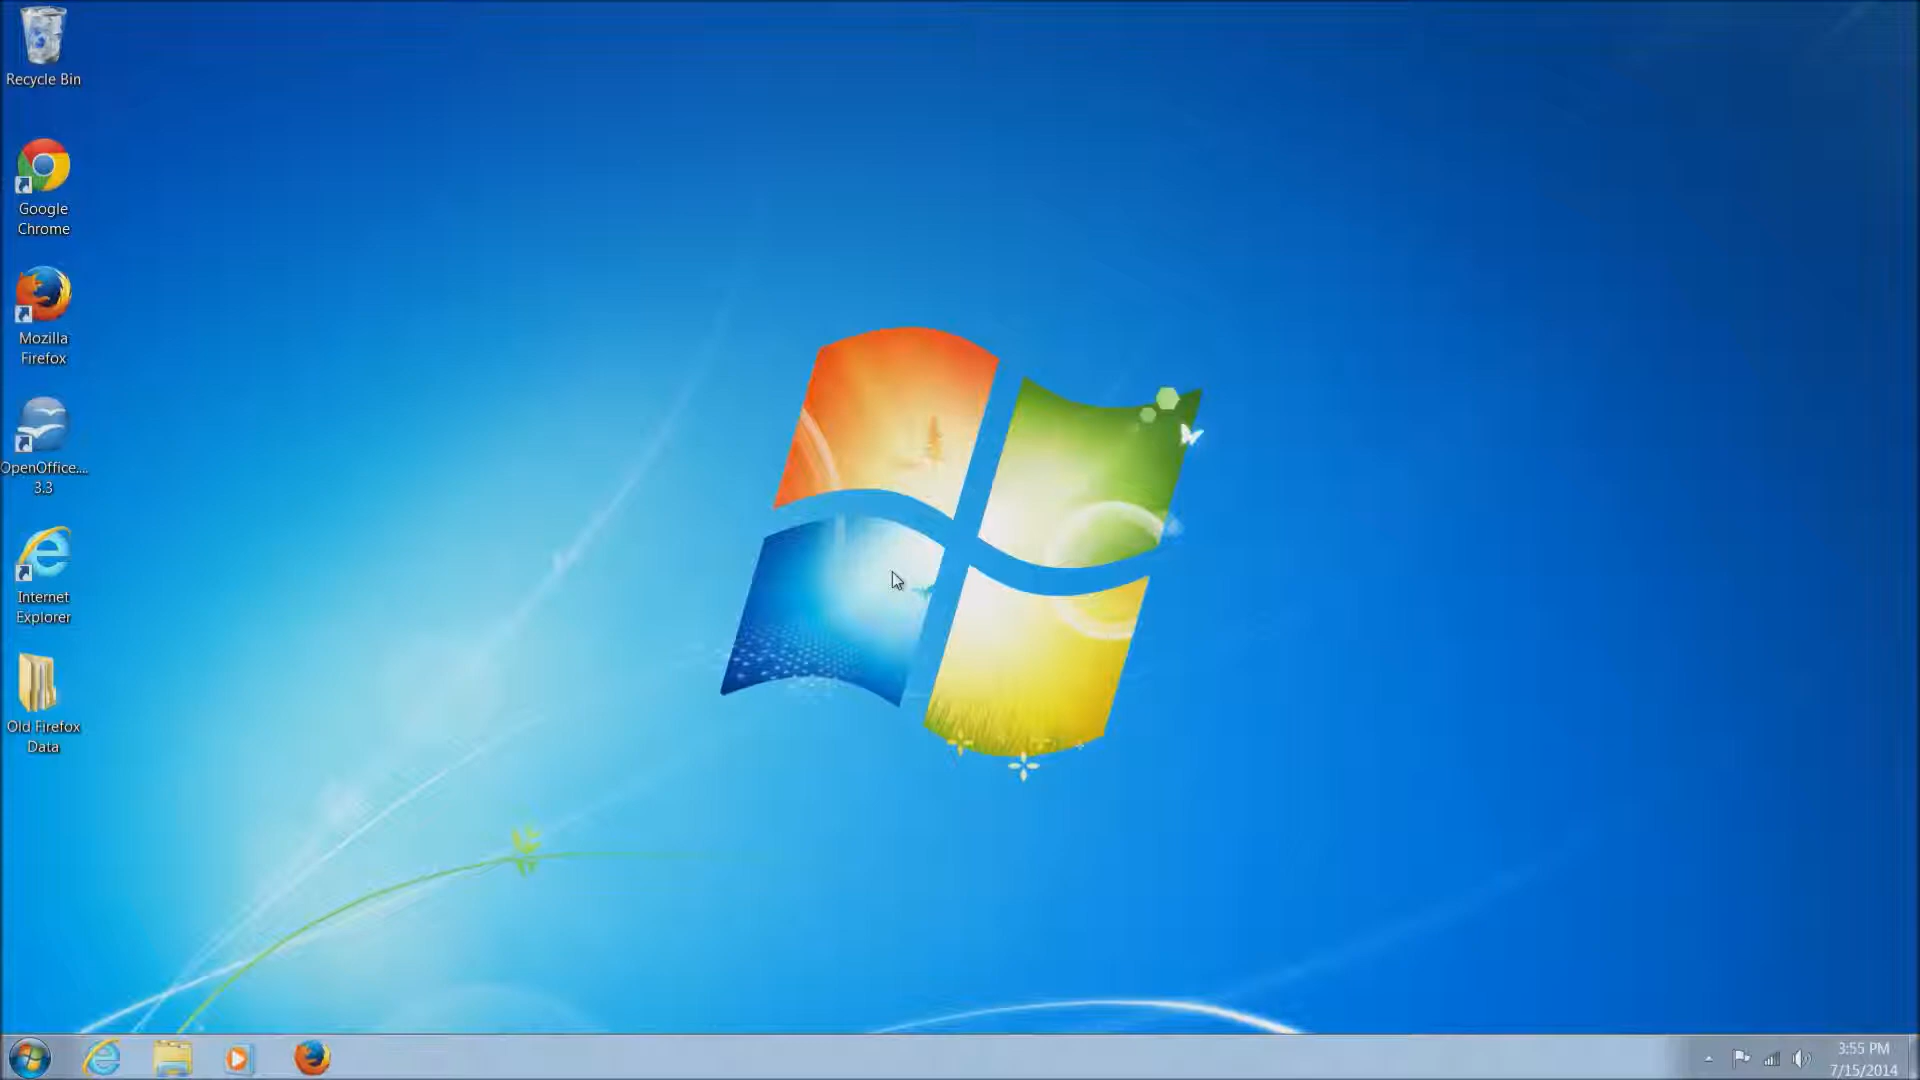 Recycle Bin
Google
Chrome
Mozilla
Firefox
OpenOffice....
3.3
Internet
Explorer
Old Firefox
Data
3:55 PM
7/15/2014